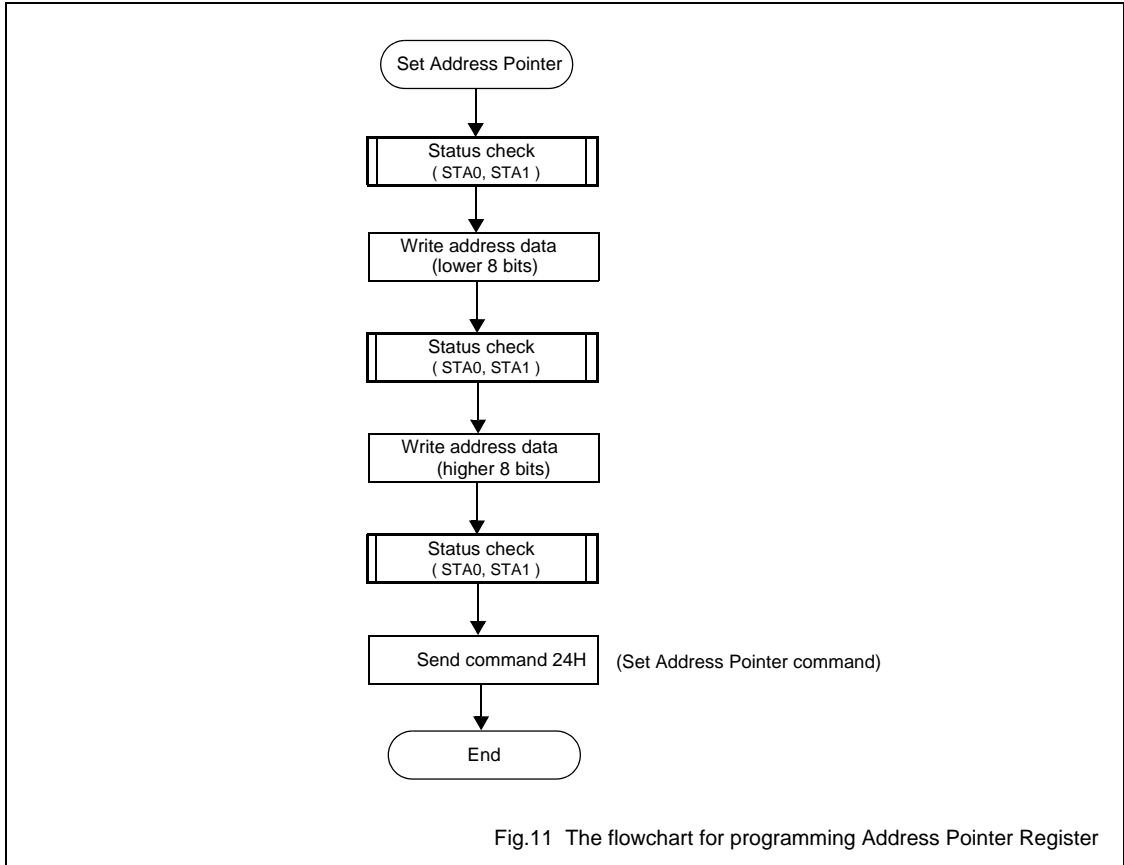 Set Address Pointer
Status check
( STA0, STA1 )
Write address data
(lower 8 bits)
Status check
( STA0, STA1 )
Write address data
(higher 8 bits)
Status check
( STA0, STA1 )
Send command 24H
(Set Address Pointer command)
End
Fig.11 The flowchart for programming Address Pointer Register